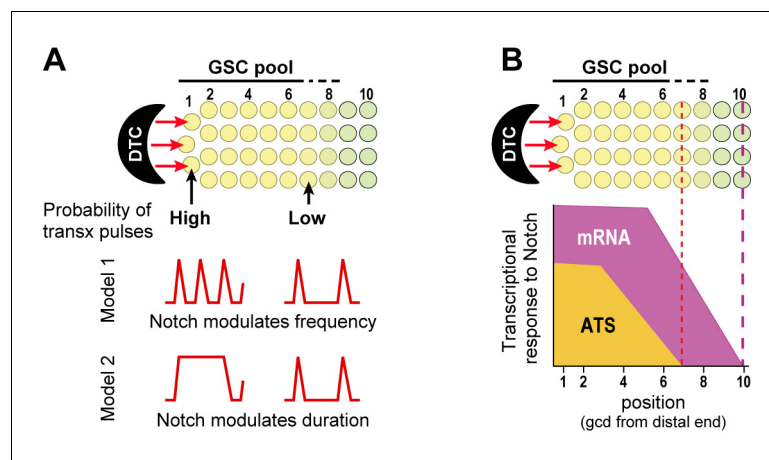 A
GSC pool
1 2 4 6 8 10
DTC
Probability of
transx pulses
High Low
Model 1
Notch modulates frequency
Model 2
Notch modulates duration
B
GSC pool
1 2 4 6 8 10
DTC
Transcriptional
response to Notch
mRNA
ATS
1 2 4 6 8 10
position
(gcd from distal end)